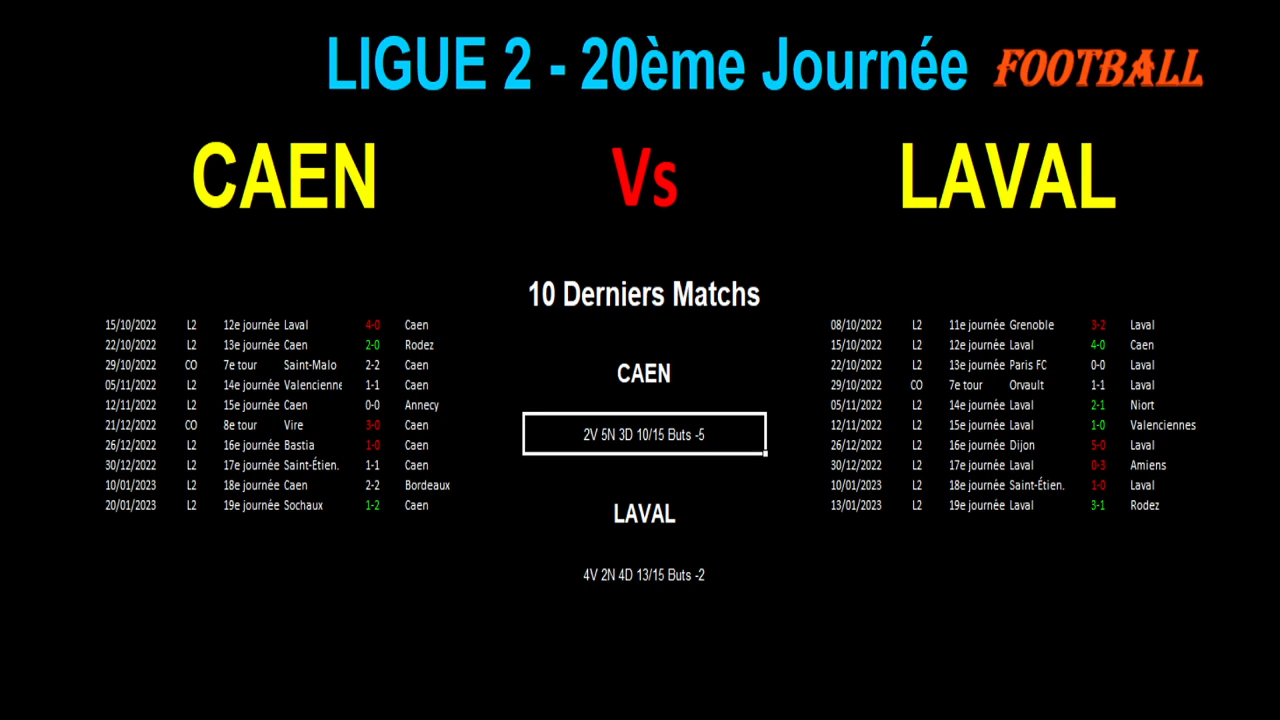 LIGUE 2 - 20ème Journée FOOTBALL
CAEN Vs LAVAL
10 Derniers Matchs
15/10/2022 L2 12e journée Laval 4-0 Caen
22/10/2022 L2 13e journée Caen 2-0 Rodez
29/10/2022 CO 7e tour Saint-Malo 2-2 Caen
05/11/2022 L2 14e journée Valencienne 1-1 Caen
12/11/2022 L2 15e journée Caen 0-0 Annecy
21/12/2022 CO 8e tour Vire 3-0 Caen
26/12/2022 L2 16e journée Bastia 1-0 Caen
30/12/2022 L2 17e journée Saint-Étien. 1-1 Caen
10/01/2023 L2 18e journée Caen 2-2 Bordeaux
20/01/2023 L2 19e journée Sochaux 1-2 Caen
CAEN
2V 5N 3D 10/15 Buts -5
LAVAL
4V 2N 4D 13/15 Buts -2
08/10/2022 L2 11e journée Grenoble 3-2 Laval
15/10/2022 L2 12e journée Laval 4-0 Caen
22/10/2022 L2 13e journée Paris FC 0-0 Laval
29/10/2022 CO 7e tour Orvault 1-1 Laval
05/11/2022 L2 14e journée Laval 2-1 Niort
12/11/2022 L2 15e journée Laval 1-0 Valenciennes
26/12/2022 L2 16e journée Dijon 5-0 Laval
30/12/2022 L2 17e journée Laval 0-3 Amiens
10/01/2023 L2 18e journée Saint-Étien. 1-0 Laval
13/01/2023 L2 19e journée Laval 3-1 Rodez